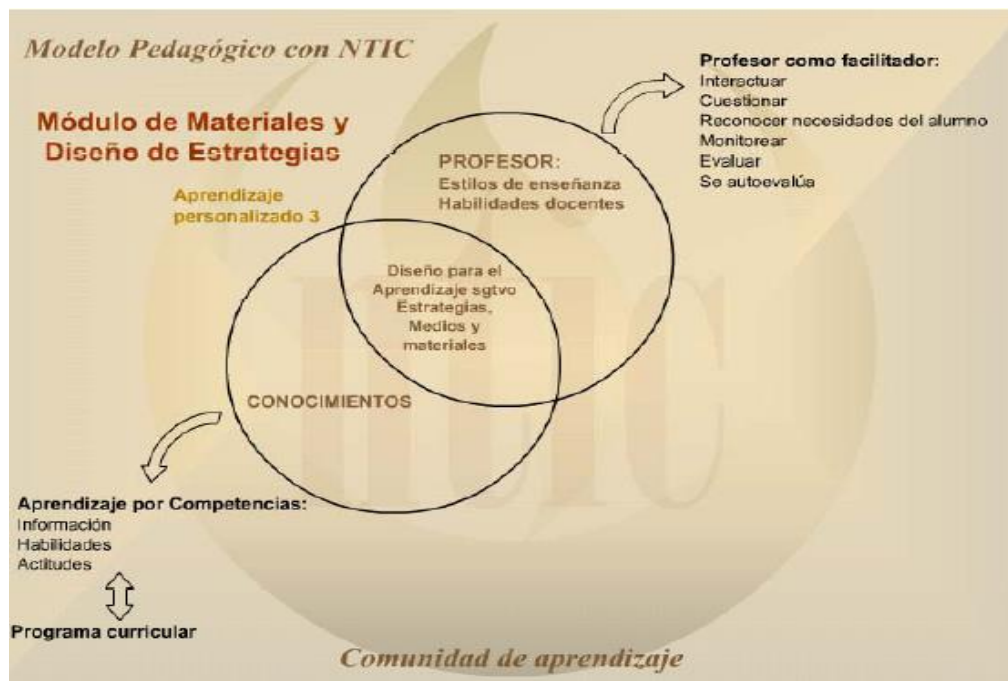 Modelo Pedagógico con NTIC
Módulo de Materiales y
Diseño de Estrategias
Aprendizaje
personalizado 3
Profesor como facilitador:
Interactuar
Cuestionar
Reconocer necesidades del alumno
Monitorear
Evaluar
Se autoevalúa
PROFESOR:
Estilos de enseñanza
Habilidades docentes
Diseño para el
Aprendizaje sgtvo
Estrategias,
Medios y
materiales
CONOCIMIENTOS
Aprendizaje por Competencias:
Información
Habilidades
Actitudes
Programa curricular
Comunidad de aprendizaje
ntic